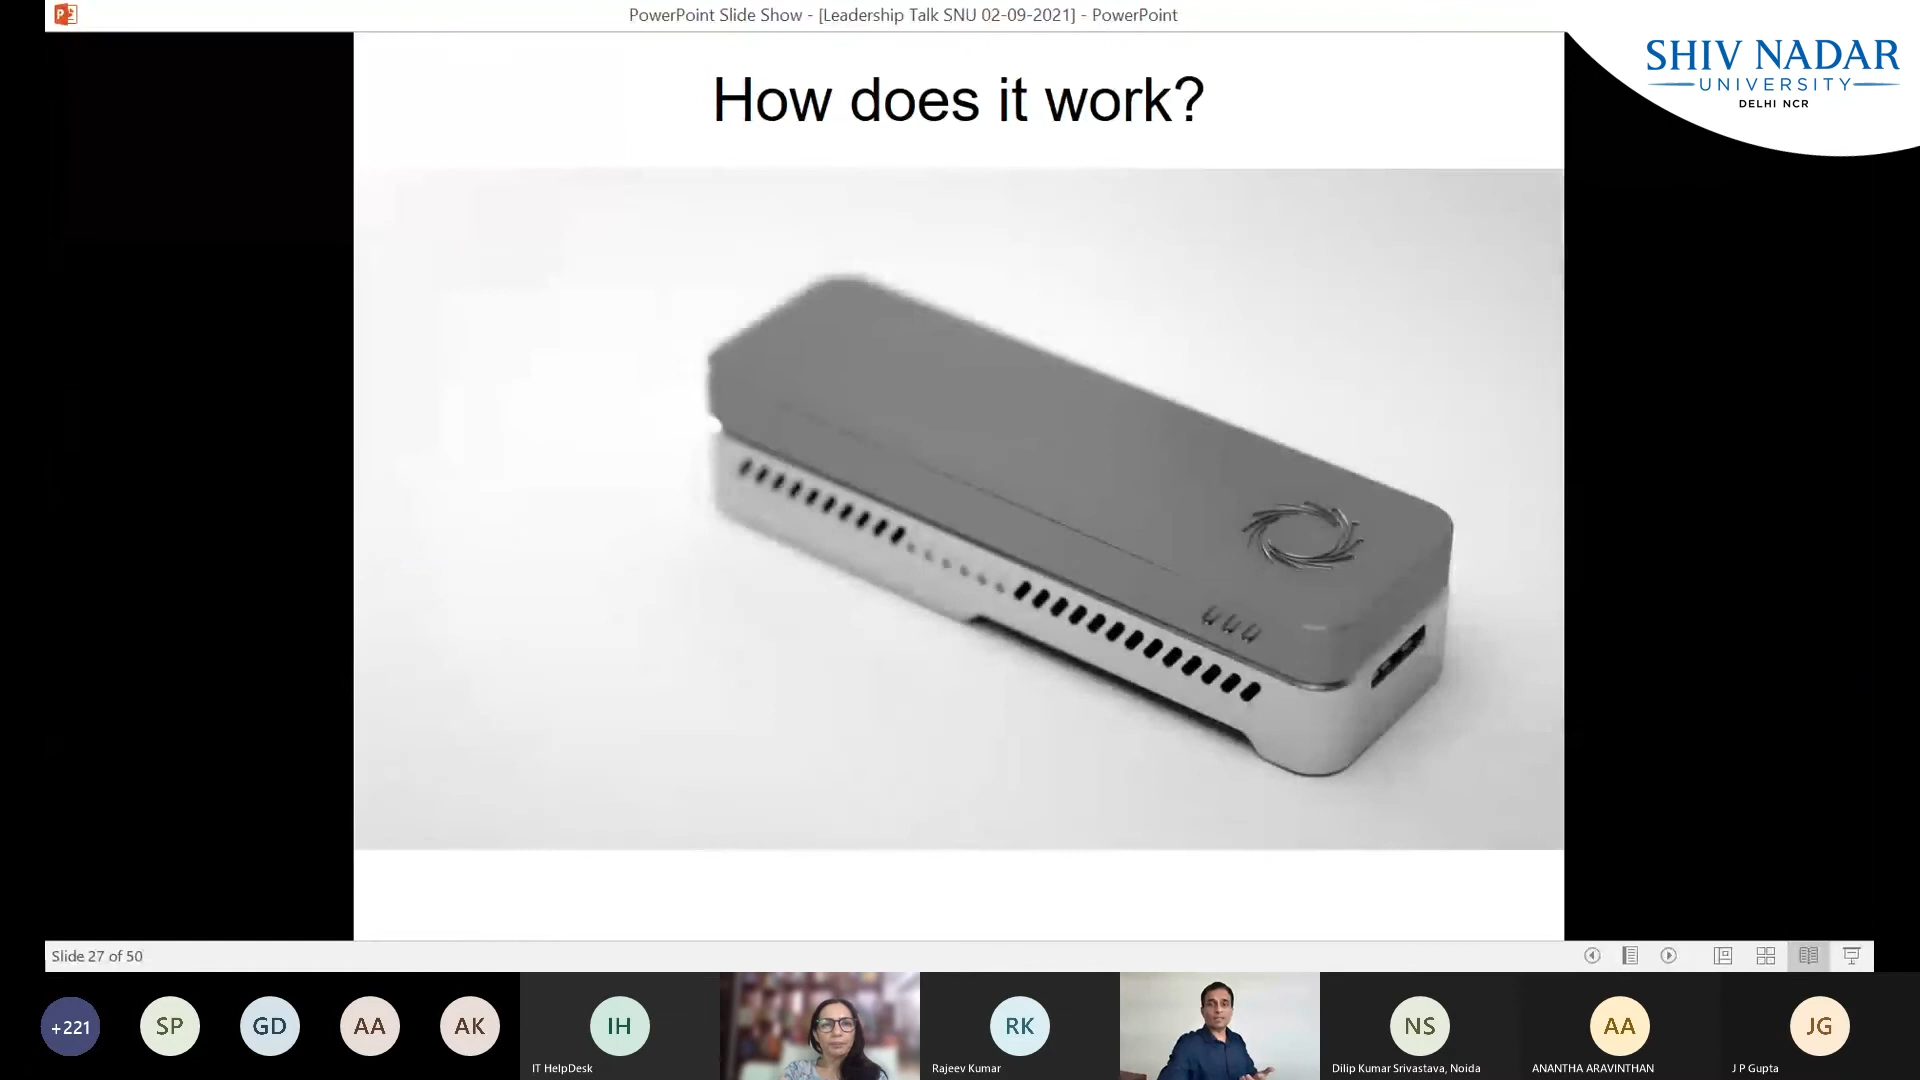 PowerPoint Slide Show - [Leadership Talk SNU 02-09-2021] - PowerPoint
SHIV NADAR
UNIVERSITY
DELHI NCR
How does it work?
Slide 27 of 50
+221
SP
GD
AA
AK
IH
IT HelpDesk
RK
Rajeev Kumar
NS
Dilip Kumar Srivastava, Noida
AA
ANANTHA ARAVINTHAN
JG
J P Gupta